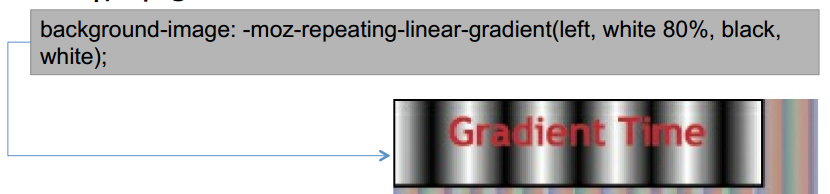 background-image: -moz-repeating-linear-gradient(left, white 80%, black,
white);
Gradient Time